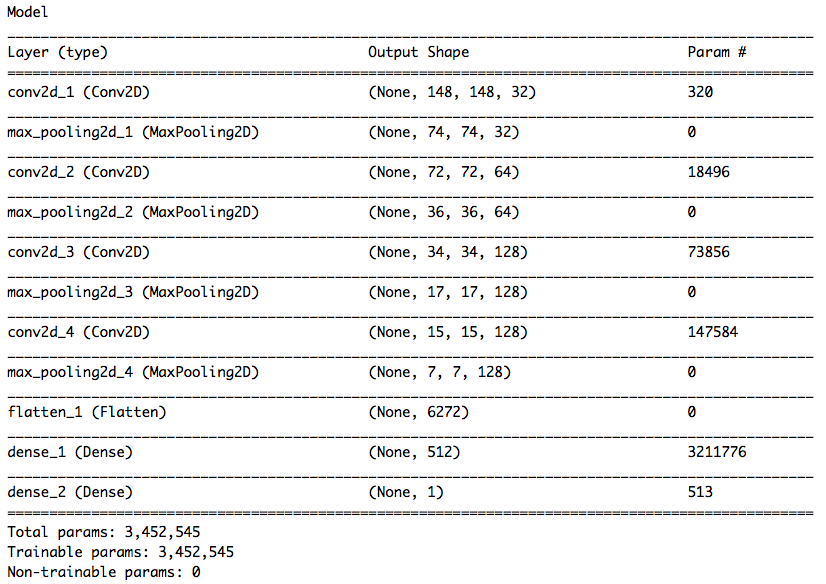 Model
Layer (type) Output Shape Param #
conv2d_1 (Conv2D) (None, 148, 148, 32) 320
max_pooling2d_1 (MaxPooling2D) (None, 74, 74, 32) 0
conv2d_2 (Conv2D) (None, 72, 72, 64) 18496
max_pooling2d_2 (MaxPooling2D) (None, 36, 36, 64) 0
conv2d_3 (Conv2D) (None, 34, 34, 128) 73856
max_pooling2d_3 (MaxPooling2D) (None, 17, 17, 128) 0
conv2d_4 (Conv2D) (None, 15, 15, 128) 147584
max_pooling2d_4 (MaxPooling2D) (None, 7, 7, 128) 0
flatten_1 (Flatten) (None, 6272) 0
dense_1 (Dense) (None, 512) 3211776
dense_2 (Dense) (None, 1) 513
Total params: 3,452,545
Trainable params: 3,452,545
Non-trainable params: 0